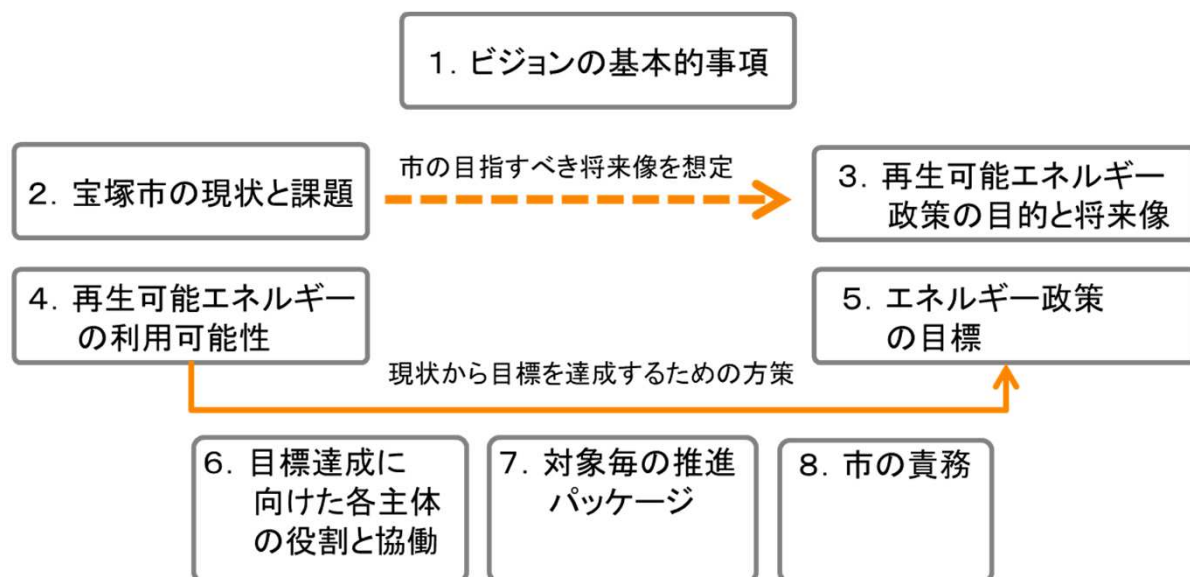 1．ビジョンの基本的事項
2．宝塚市の現状と課題
市の目指すべき将来像を想定
3．再生可能エネルギー
政策の目的と将来像
4．再生可能エネルギー
の利用可能性
5．エネルギー政策
の目標
現状から目標を達成するための方策
6．目標達成に
向けた各主体
の役割と協働
7．対象毎の推進
パッケージ
8．市の責務